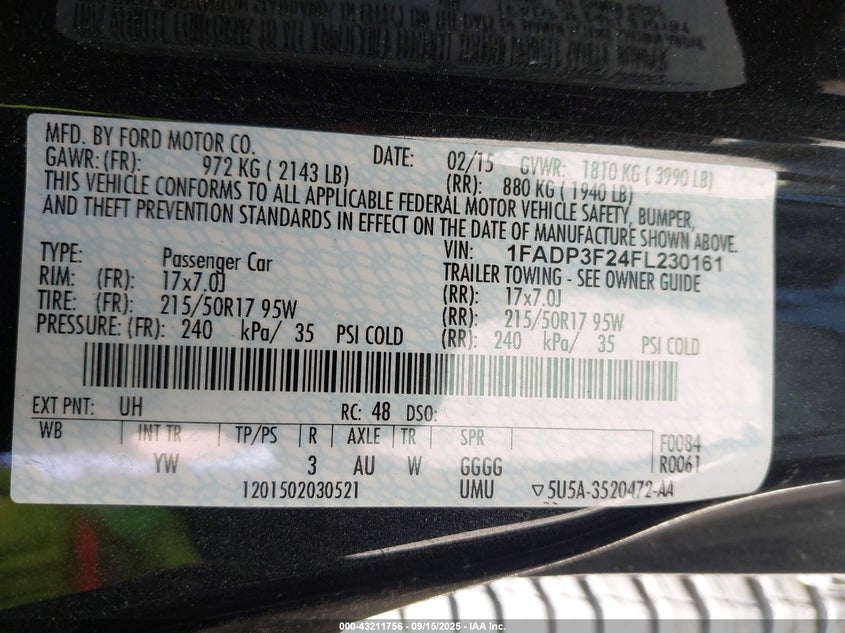 MFD. BY FORD MOTOR CO.
DATE: 02/15 GVWR: 1810 KG ( 3990 LB)
GAWR: (FR): 972 KG ( 2143 LB) (RR): 880 KG ( 1940 LB)
THIS VEHICLE CONFORMS TO ALL APPLICABLE FEDERAL MOTOR VEHICLE SAFETY, BUMPER,
AND THEFT PREVENTION STANDARDS IN EFFECT ON THE DATE OF MANUFACTURE SHOWN ABOVE.
VIN: 1FADP3F24FL230161
TYPE: Passenger Car TRAILER TOWING - SEE OWNER GUIDE
RIM: (FR): 17x7.0J (RR): 17x7.0J
TIRE: (FR): 215/50R17 95W (RR): 215/50R17 95W
PRESSURE: (FR): 240 kPa/ 35 PSI COLD (RR): 240 kPa/ 35 PSI COLD
EXT PNT: UH RC: 48 DSO:
WB INT TR TP/PS R AXLE TR SPR F0084
YW 3 AU W GGGG R0061
1201502030521 UMU ▽5U5A-3520472-AA
000-43211756 - 09/15/2025 - IAA Inc.